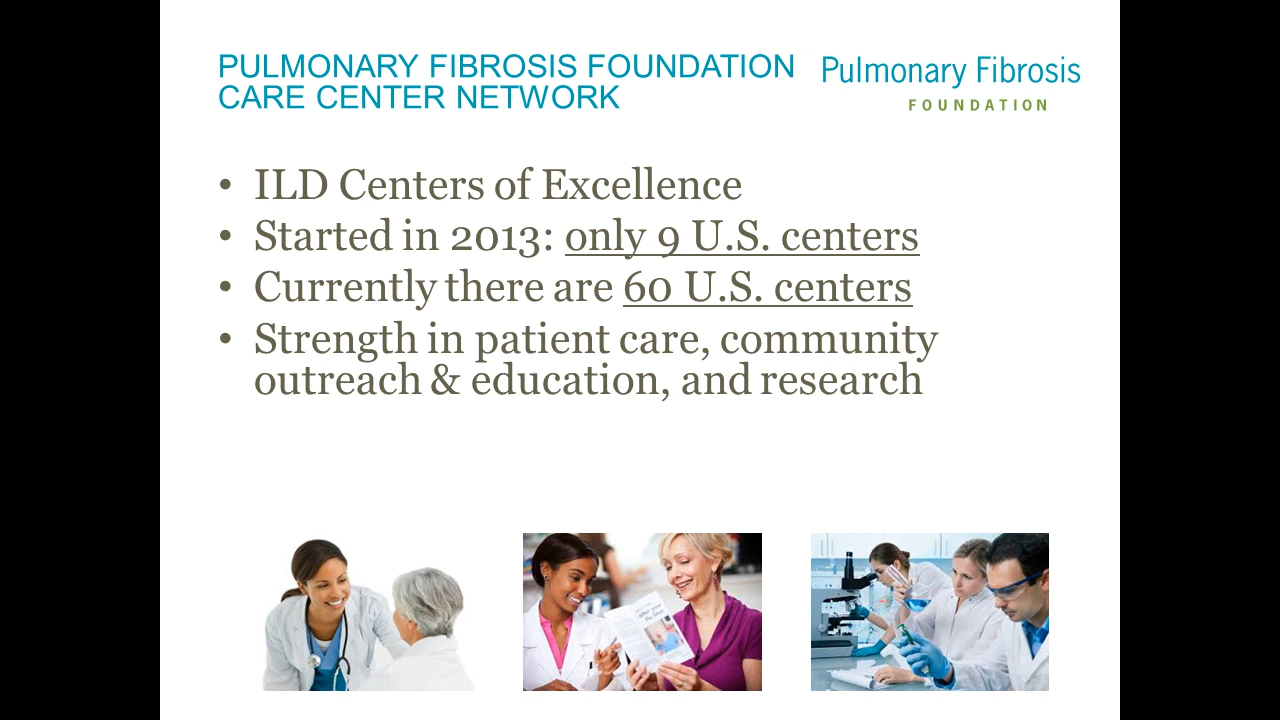 PULMONARY FIBROSIS FOUNDATION
CARE CENTER NETWORK
Pulmonary Fibrosis
FOUNDATION
• ILD Centers of Excellence
• Started in 2013: only 9 U.S. centers
• Currently there are 60 U.S. centers
• Strength in patient care, community
outreach & education, and research